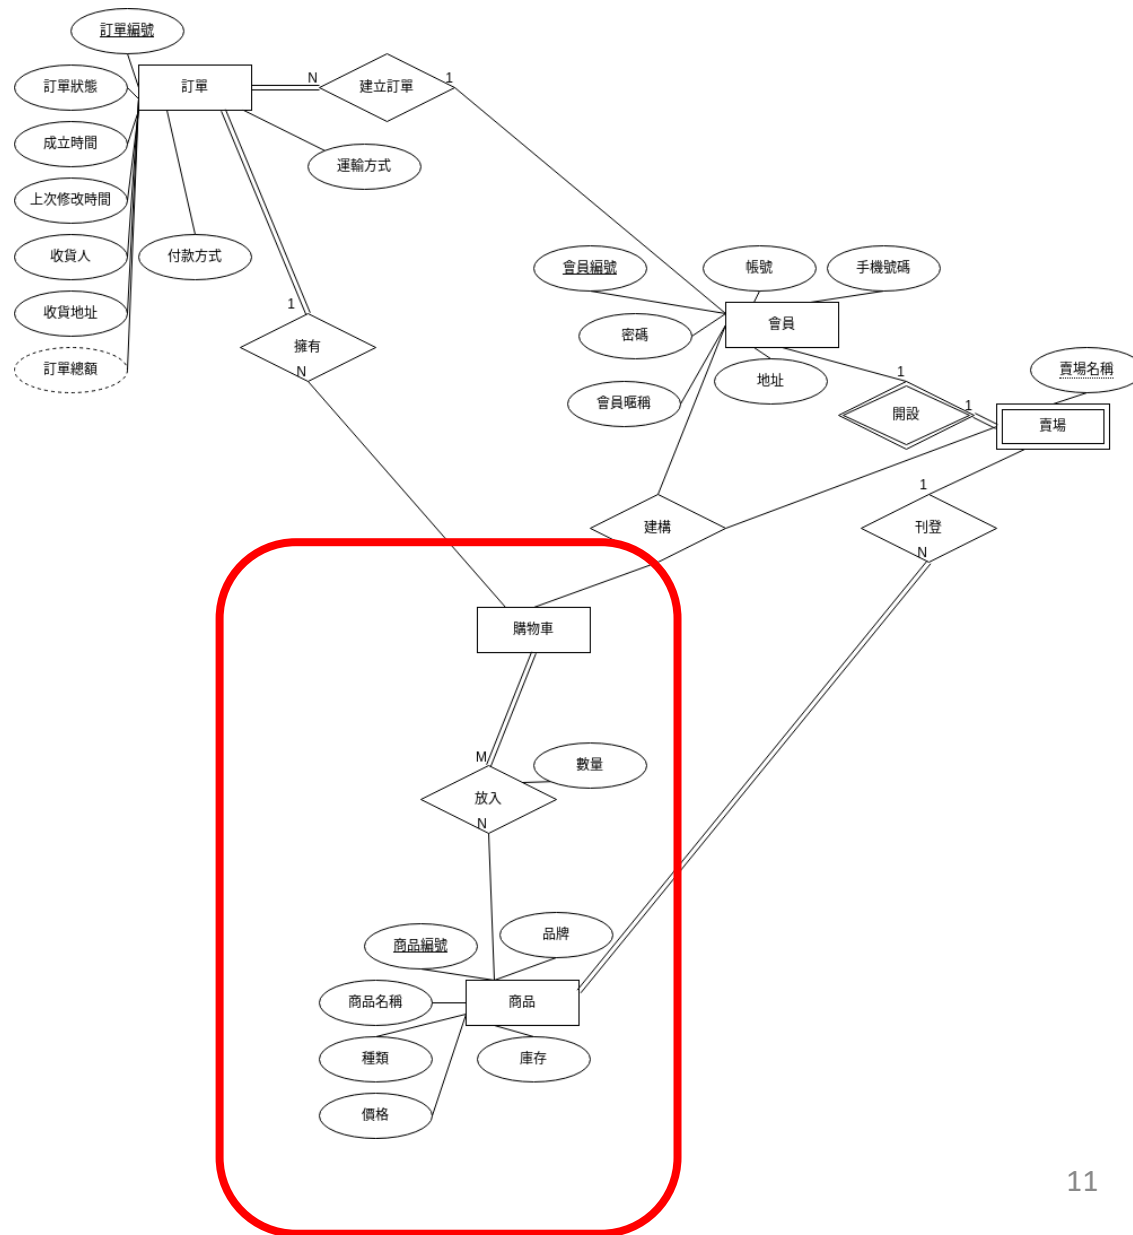 訂單編號
訂單狀態
訂單
N
建立訂單
1
成立時間
運輸方式
上次修改時間
收貨人
付款方式
會員編號
帳號
手機號碼
收貨地址
1
密碼
會員
擁有
訂單總額
N
會員暱稱
地址
1
賣場名稱
開設
1
賣場
建構
1
刊登
N
購物車
M
數量
放入
N
商品編號
品牌
商品名稱
商品
種類
庫存
價格
11